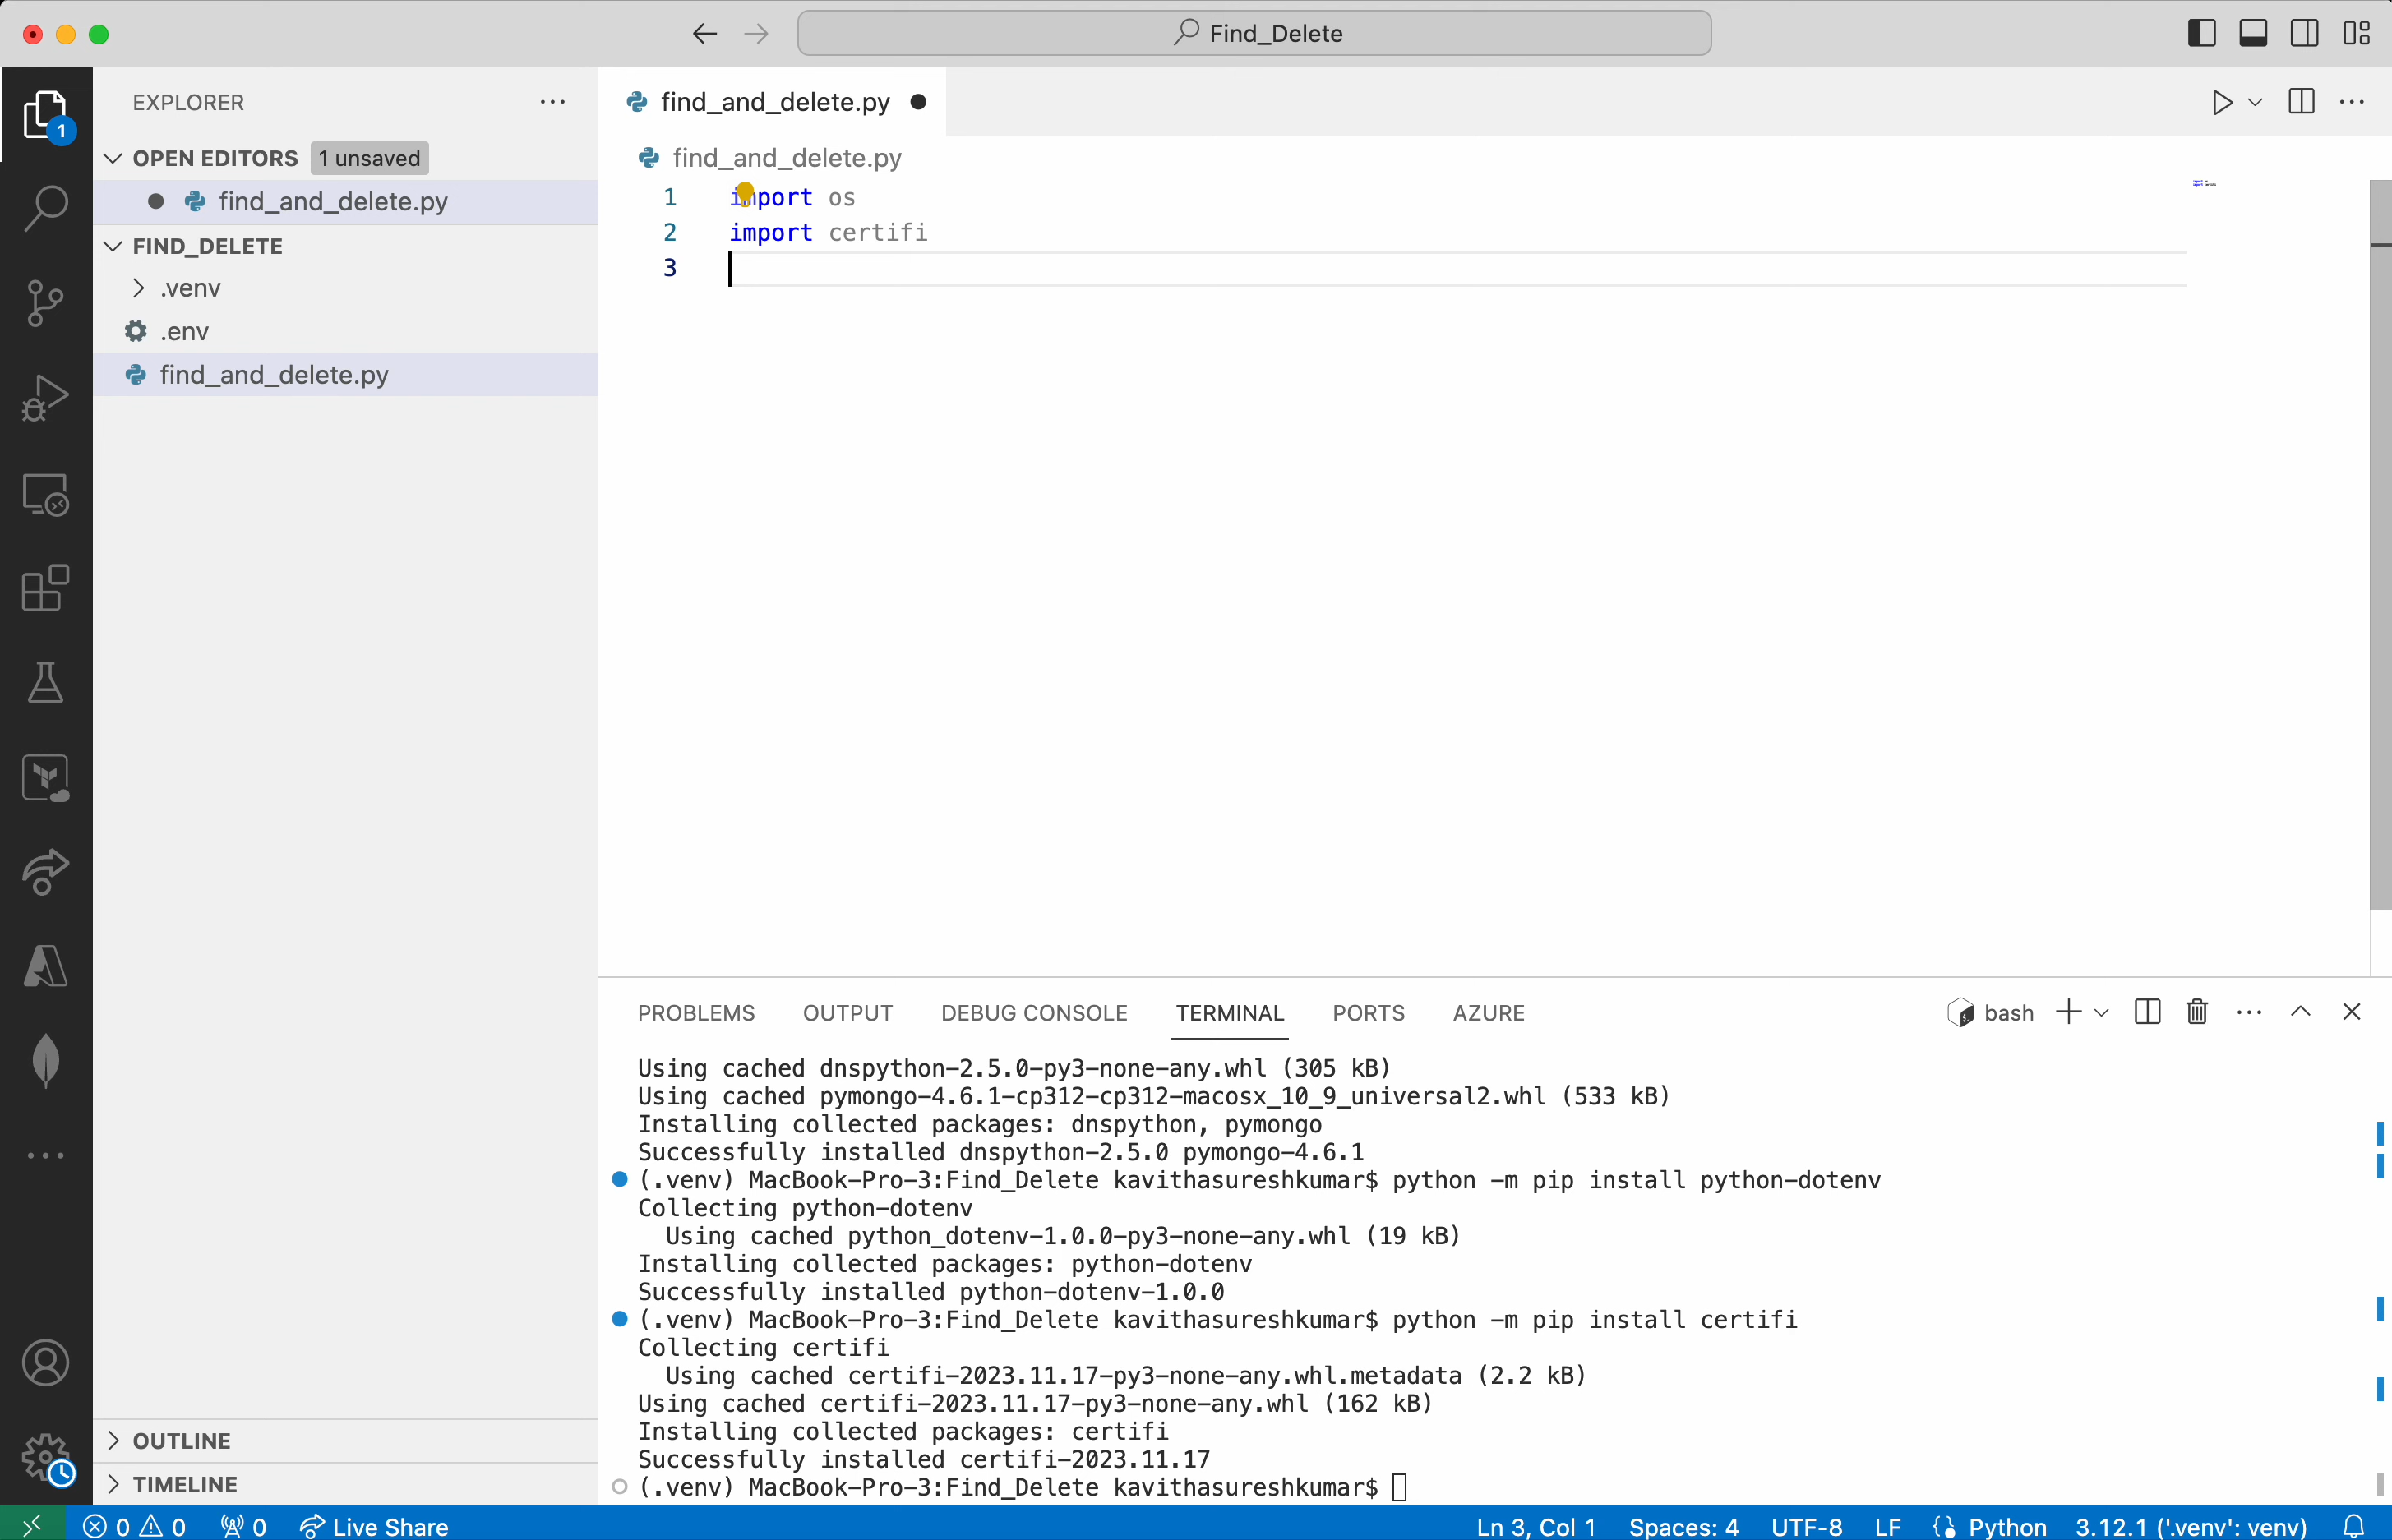 Find_Delete
EXPLORER
OPEN EDITORS 1 unsaved
find_and_delete.py
FIND_DELETE
.venv
.env
find_and_delete.py
OUTLINE
TIMELINE
1
find_and_delete.py
find_and_delete.py
1 import os
2 import certifi
3
PROBLEMS OUTPUT DEBUG CONSOLE TERMINAL PORTS AZURE
bash
Using cached dnspython-2.5.0-py3-none-any.whl (305 kB)
Using cached pymongo-4.6.1-cp312-cp312-macosx_10_9_universal2.whl (533 kB)
Installing collected packages: dnspython, pymongo
Successfully installed dnspython-2.5.0 pymongo-4.6.1
(.venv) MacBook-Pro-3:Find_Delete kavithasureshkumar$ python -m pip install python-dotenv
Collecting python-dotenv
Using cached python_dotenv-1.0.0-py3-none-any.whl (19 kB)
Installing collected packages: python-dotenv
Successfully installed python-dotenv-1.0.0
(.venv) MacBook-Pro-3:Find_Delete kavithasureshkumar$ python -m pip install certifi
Collecting certifi
Using cached certifi-2023.11.17-py3-none-any.whl.metadata (2.2 kB)
Using cached certifi-2023.11.17-py3-none-any.whl (162 kB)
Installing collected packages: certifi
Successfully installed certifi-2023.11.17
(.venv) MacBook-Pro-3:Find_Delete kavithasureshkumar$
0 0 0 Live Share Ln 3, Col 1 Spaces: 4 UTF-8 LF Python 3.12.1 ('.venv': venv)